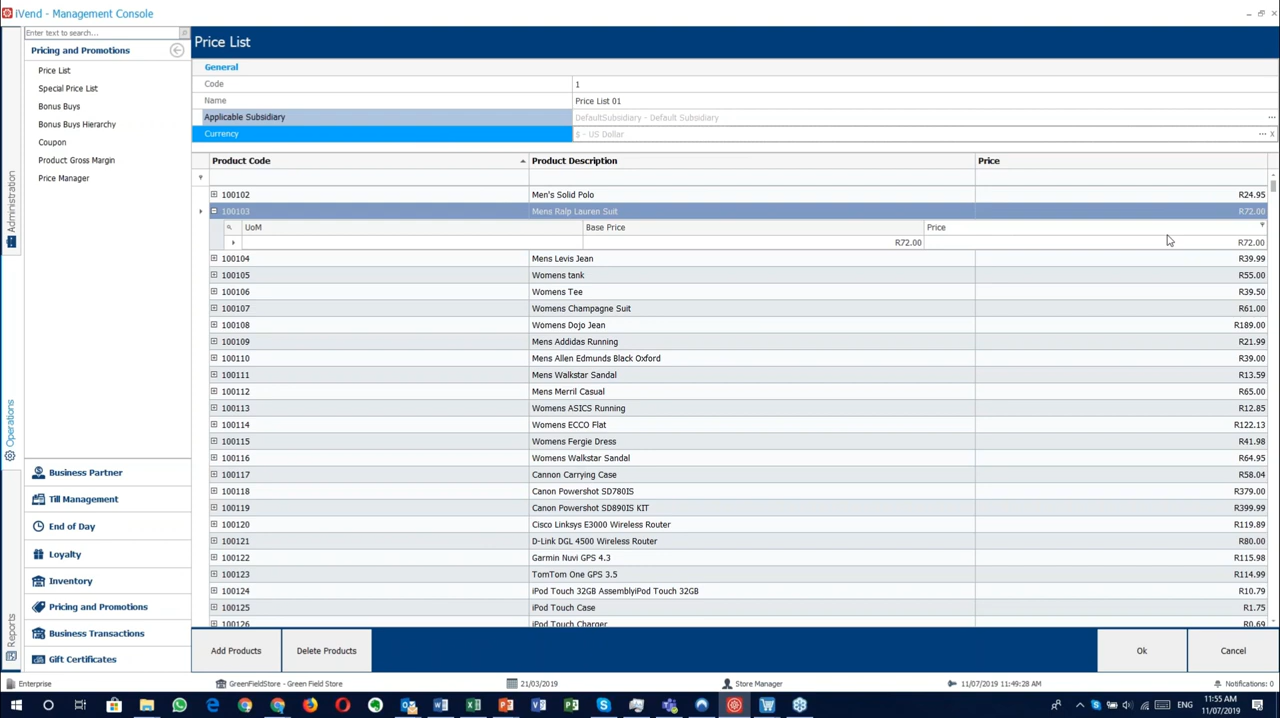 iVend - Management Console
Enter text to search...
Pricing and Promotions
Price List
Special Price List
Bonus Buys
Bonus Buys Hierarchy
Coupon
Product Gross Margin
Price Manager
Administration
Operations
Reports
Business Partner
Till Management
End of Day
Loyalty
Inventory
Pricing and Promotions
Business Transactions
Gift Certificates
Price List
General
Code 1
Name Price List 01
Applicable Subsidiary DefaultSubsidiary - Default Subsidiary ...
Currency $ - US Dollar ... x
Product Code Product Description Price
100102 Men's Solid Polo R24.95
100103 Mens Ralp Lauren Suit R72.00
UoM Base Price Price
R72.00 R72.00
100104 Mens Levis Jean R39.99
100105 Womens tank R55.00
100106 Womens Tee R39.50
100107 Womens Champagne Suit R61.00
100108 Womens Dojo Jean R189.00
100109 Mens Addidas Running R21.99
100110 Mens Allen Edmunds Black Oxford R39.00
100111 Mens Walkstar Sandal R13.59
100112 Mens Merril Casual R65.00
100113 Womens ASICS Running R12.85
100114 Womens ECCO Flat R122.13
100115 Womens Fergie Dress R41.98
100116 Womens Walkstar Sandal R64.95
100117 Cannon Carrying Case R58.04
100118 Canon Powershot SD780IS R379.00
100119 Canon Powershot SD890IS KIT R399.99
100120 Cisco Linksys E3000 Wireless Router R119.89
100121 D-Link DGL 4500 Wireless Router R80.00
100122 Garmin Nuvi GPS 4.3 R115.98
100123 TomTom One GPS 3.5 R114.99
100124 iPod Touch 32GB AssemblyiPod Touch 32GB R10.79
100125 iPod Touch Case R1.75
100126 iPod Touch Charger R0.69
Add Products Delete Products Ok Cancel
Enterprise GreenFieldStore - Green Field Store 21/03/2019 Store Manager 11/07/2019 11:49:28 AM Notifications: 0
ENG 11:55 AM
11/07/2019